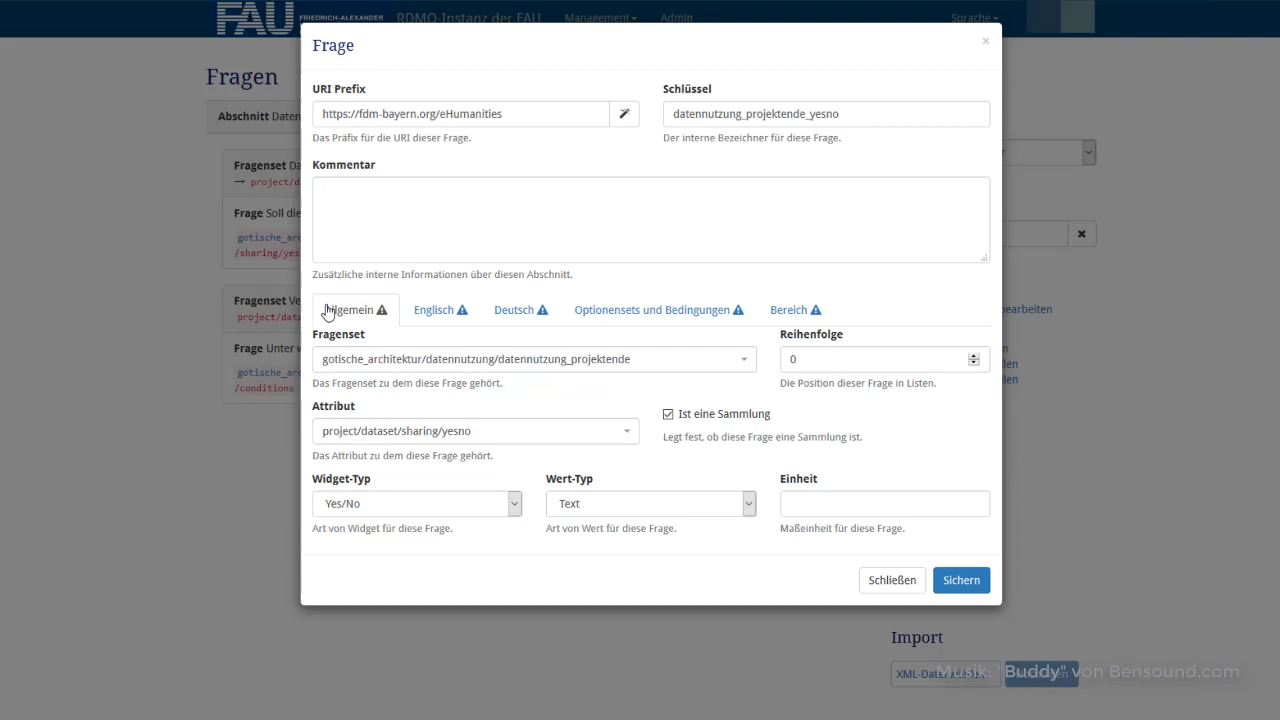 FAU FRIEDRICH-ALEXANDER RDMO-Instanz der FAU Management Admin Sprache
Fragen
Abschnitt Daten
Fragenset Da
→ project/d
Frage Soll die
gotische_arc
/sharing/yes
Fragenset Ve
project/data
Frage Unter w
gotische_arc
/conditions
Frage
×
URI Prefix
https://fdm-bayern.org/eHumanities
Das Präfix für die URI dieser Frage.
Schlüssel
datennutzung_projektende_yesno
Der interne Bezeichner für diese Frage.
Kommentar
Zusätzliche interne Informationen über diesen Abschnitt.
llgemein Englisch Deutsch Optionensets und Bedingungen Bereich
Fragenset
gotische_architektur/datennutzung/datennutzung_projektende
Das Fragenset zu dem diese Frage gehört.
Reihenfolge
0
Die Position dieser Frage in Listen.
Attribut
project/dataset/sharing/yesno
Das Attribut zu dem diese Frage gehört.
Ist eine Sammlung
Legt fest, ob diese Frage eine Sammlung ist.
Widget-Typ
Yes/No
Art von Widget für diese Frage.
Wert-Typ
Text
Art von Wert für diese Frage.
Einheit
Maßeinheit für diese Frage.
Schließen Sichern
r
bearbeiten
n
llen
llen
Import
XML-Date
Musik: "Buddy" von Bensound.com